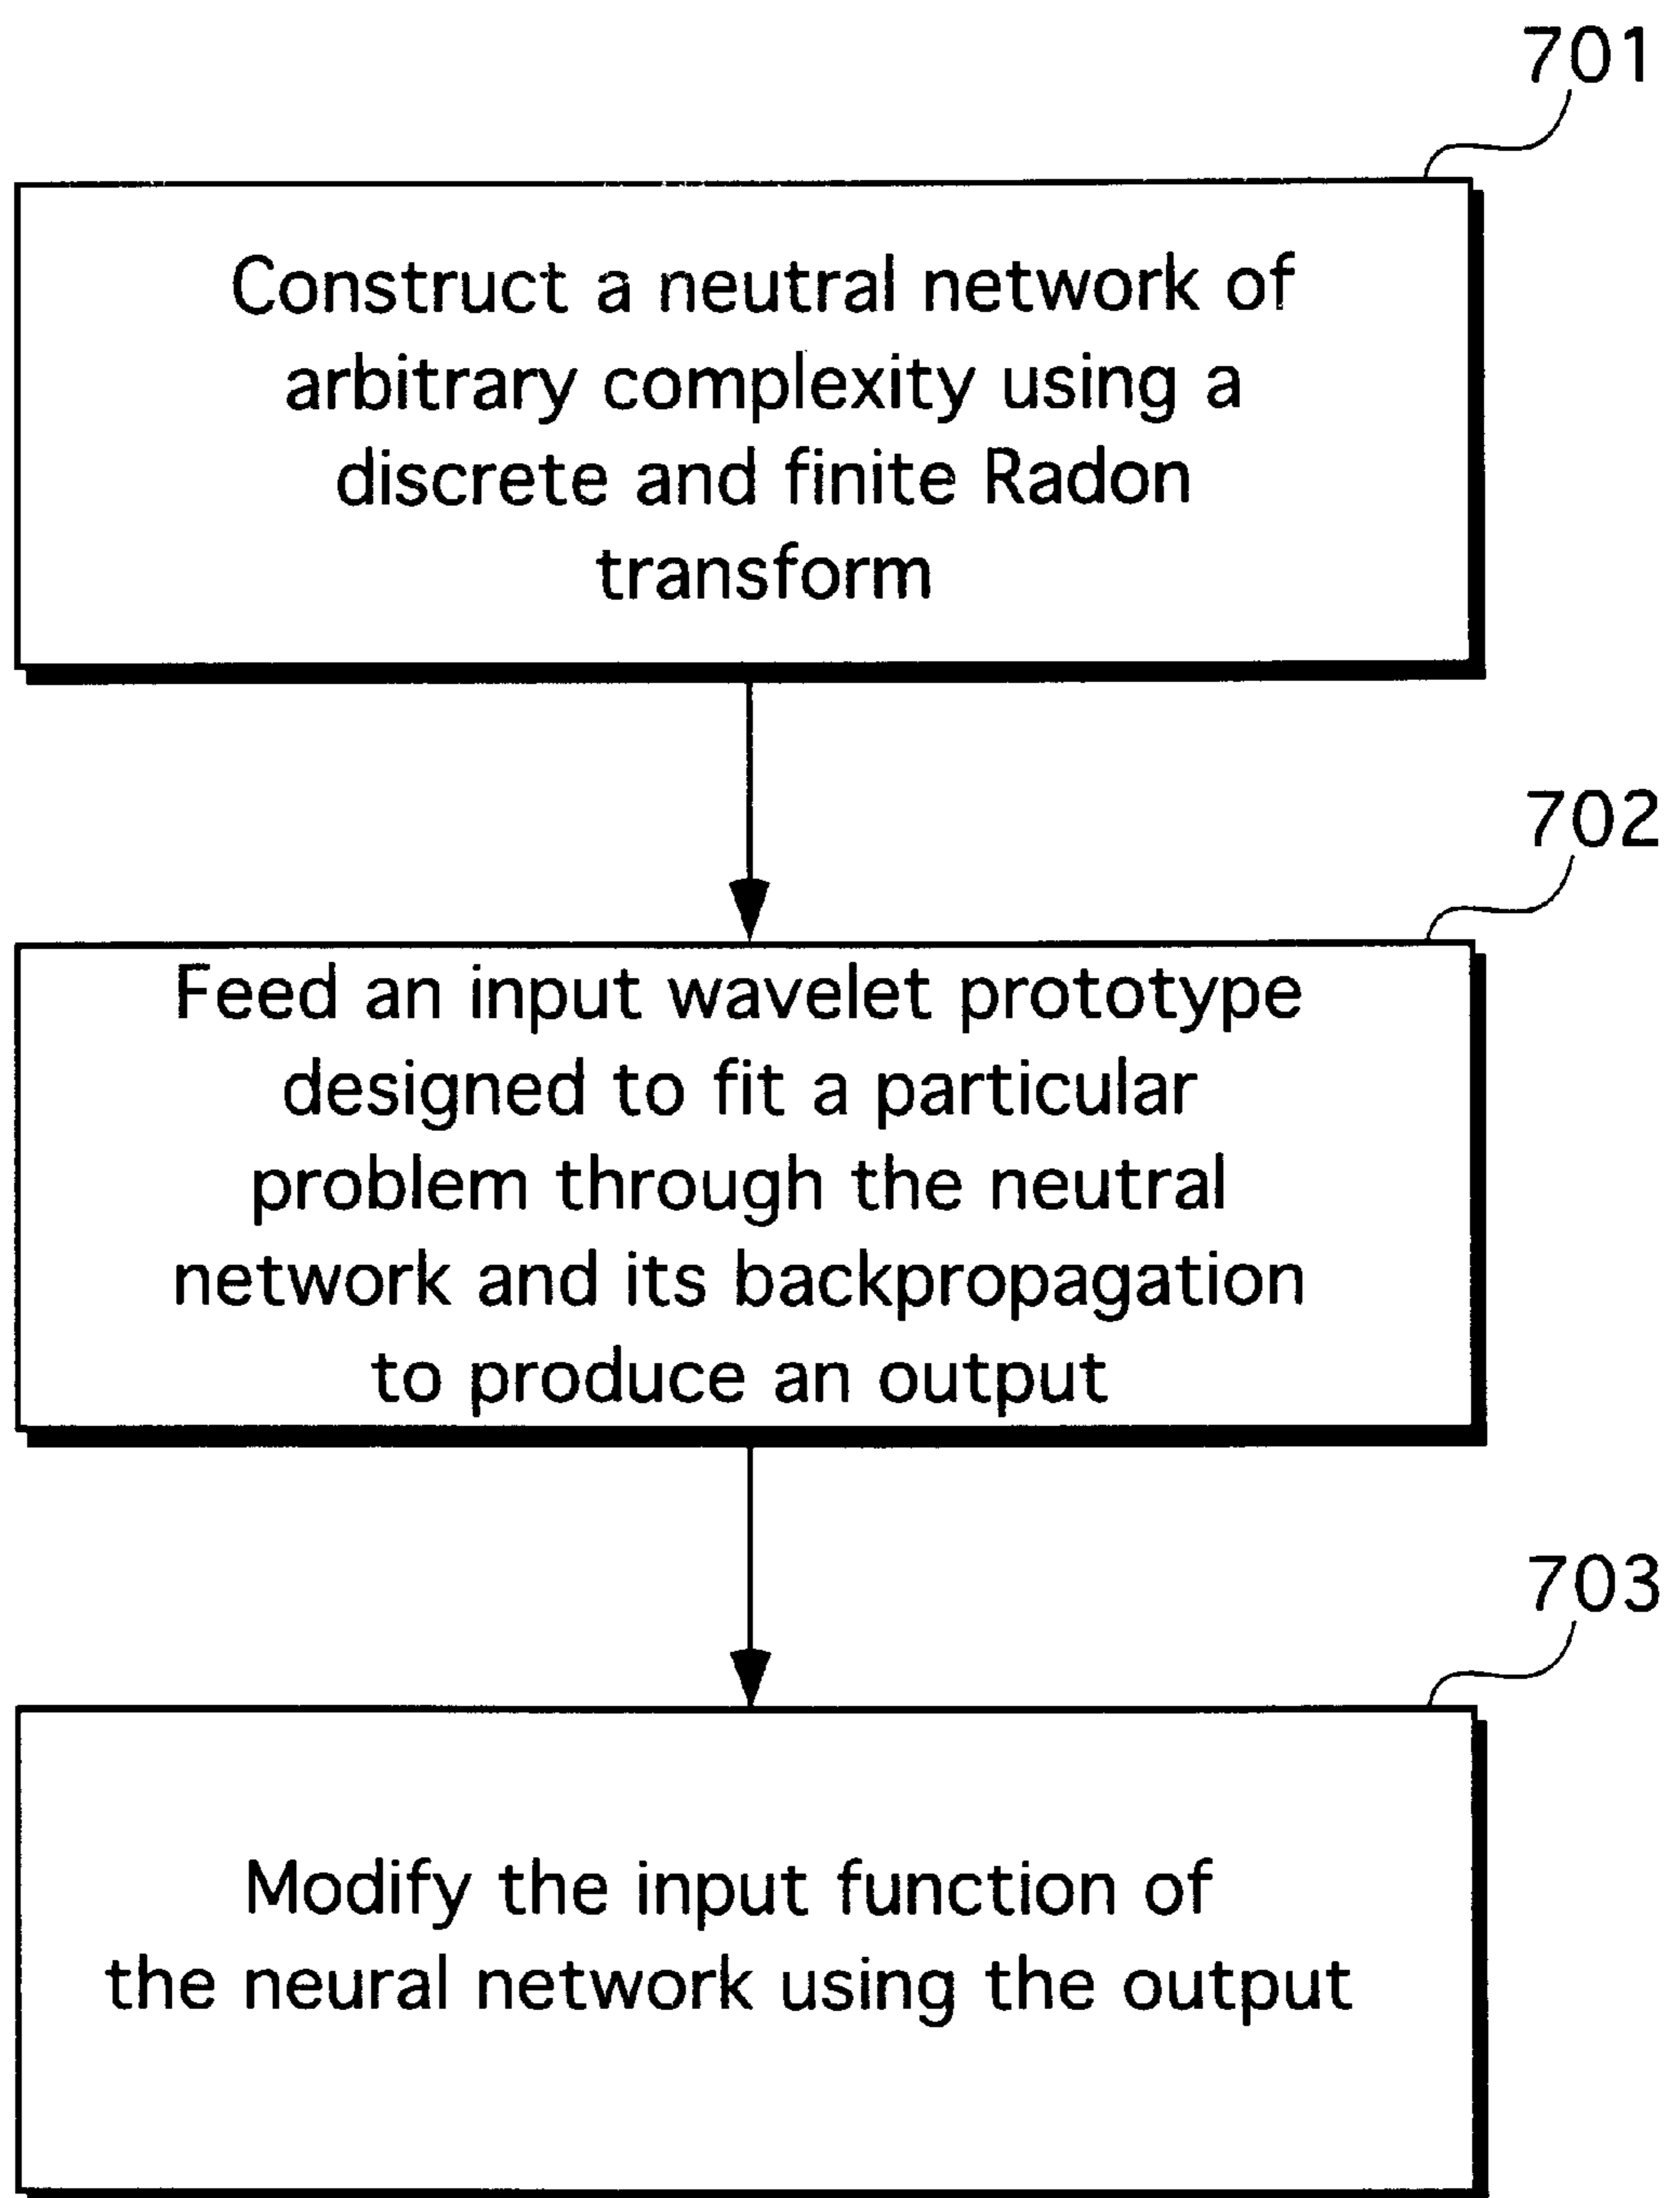 701
Construct a neutral network of
arbitrary complexity using a
discrete and finite Radon
transform
702
Feed an input wavelet prototype
designed to fit a particular
problem through the neutral
network and its backpropagation
to produce an output
703
Modify the input function of
the neural network using the output